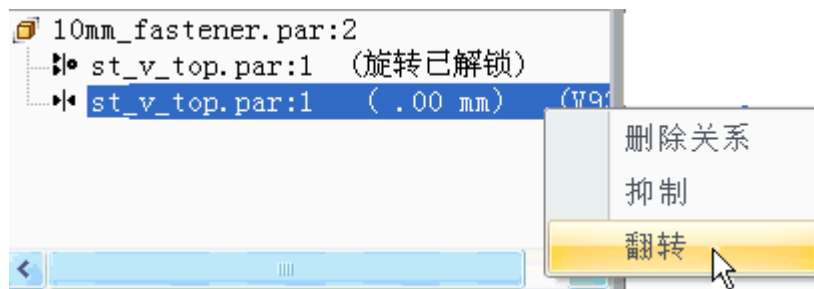 10mm_fastener.par:2
st_v_top.par:1 (旋转已解锁)
st_v_top.par:1 ( .00 mm)
删除关系
抑制
翻转